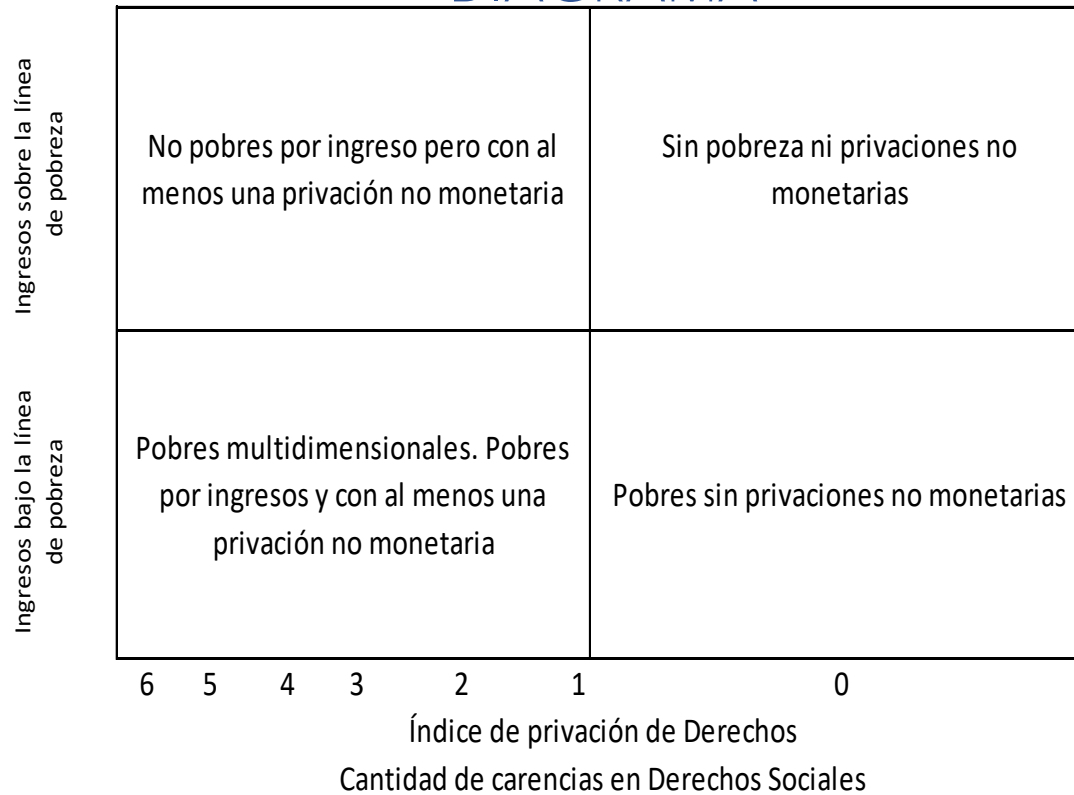 Ingresos sobre la línea
de pobreza
No pobres por ingreso pero con al
menos una privación no monetaria
Sin pobreza ni privaciones no
monetarias
Ingresos bajo la línea
de pobreza
Pobres multidimensionales. Pobres
por ingresos y con al menos una
privación no monetaria
Pobres sin privaciones no monetarias
6 5 4 3 2 1 0
Índice de privación de Derechos
Cantidad de carencias en Derechos Sociales